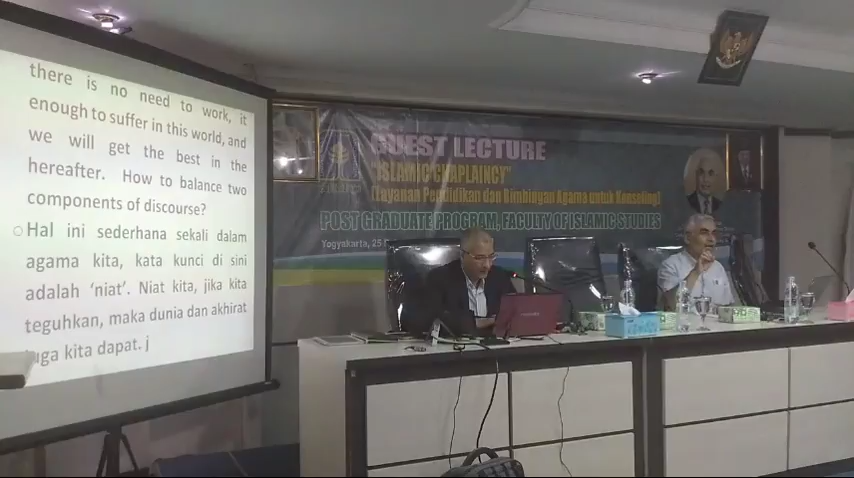 there is no need to work, it
enough to suffer in this world, and
we will get the best in the
hereafter. How to balance two
components of discourse?
Hal ini sederhana sekali dalam
agama kita, kata kunci di sini
adalah ‘niat’. Niat kita, jika kita
teguhkan, maka dunia dan akhirat
juga kita dapat. j
GUEST LECTURE
"ISLAMIC CHAPLAINCY"
(Layanan Pendidikan dan Bimbingan Agama untuk Konseling)
POST GRADUATE PROGRAM, FACULTY OF ISLAMIC STUDIES
Yogyakarta, 25